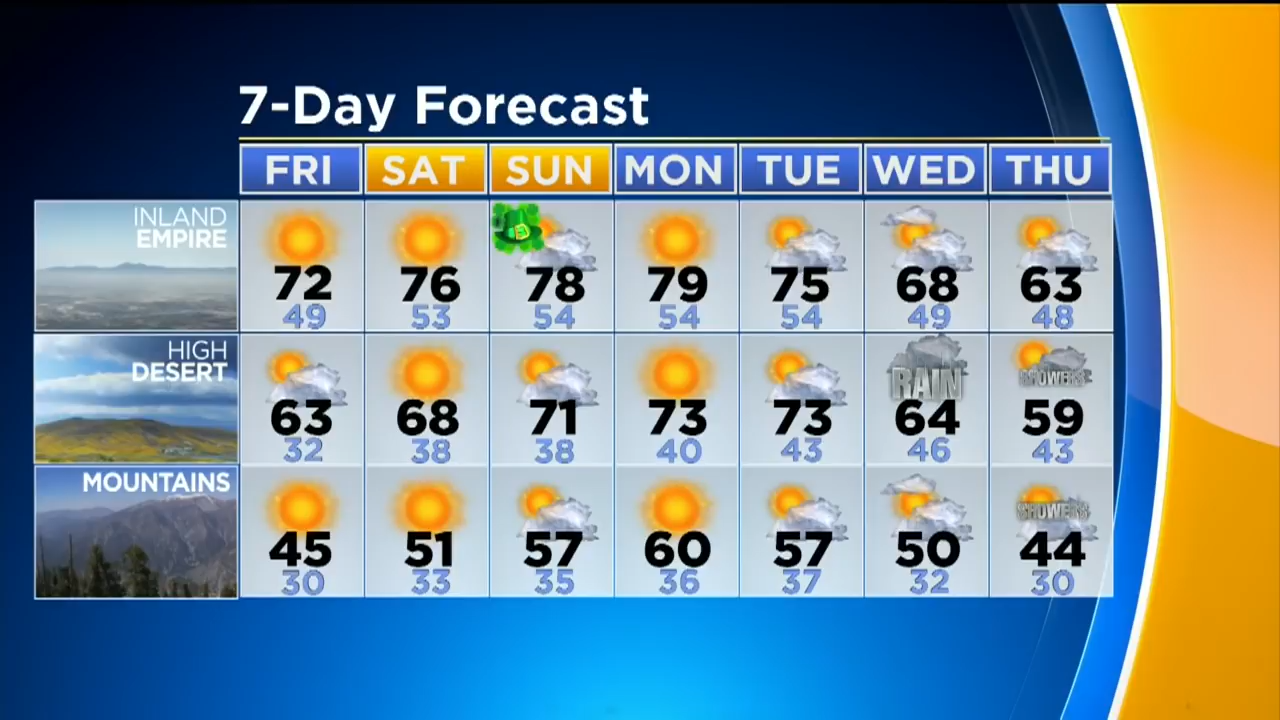 7-Day Forecast
FRI SAT SUN MON TUE WED THU
INLAND
EMPIRE
72 76 78 79 75 68 63
49 53 54 54 54 49 48
HIGH
DESERT
RAIN SHOWERS
63 68 71 73 73 64 59
32 38 38 40 43 46 43
MOUNTAINS
SHOWERS
45 51 57 60 57 50 44
30 33 35 36 37 32 30